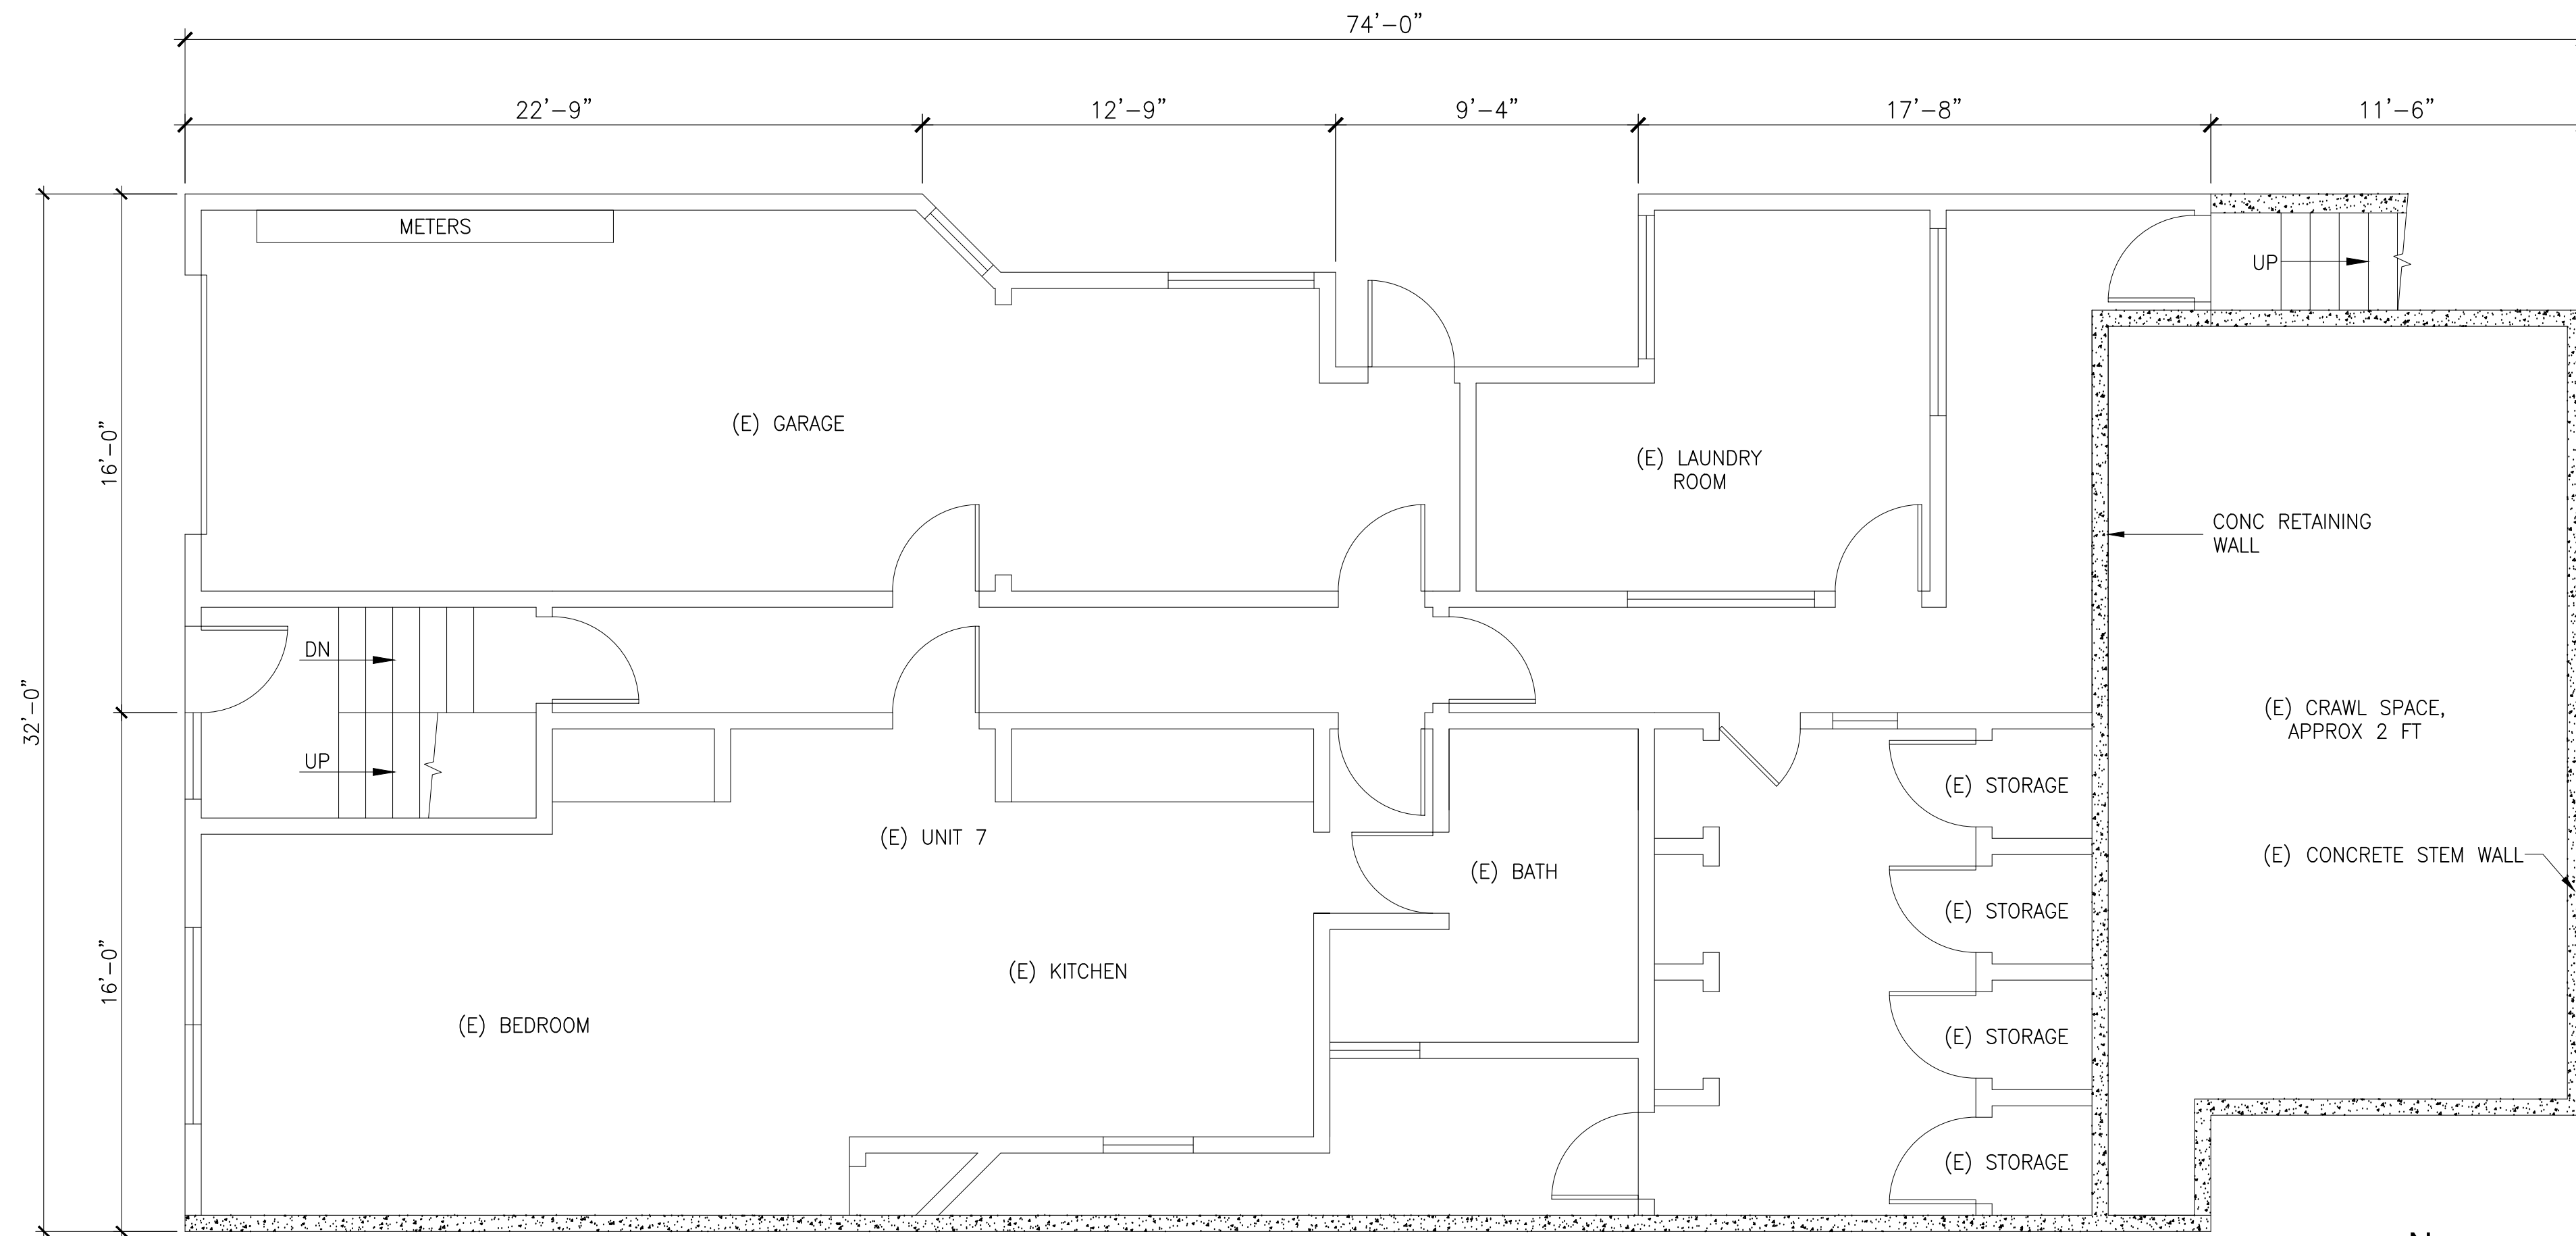 74'-0"
22'-9"
12'-9"
9'-4"
17'-8"
11'-6"
METERS
UP
16'-0"
(E) GARAGE
(E) LAUNDRY
ROOM
CONC RETAINING
WALL
32'-0"
DN
UP
(E) CRAWL SPACE,
APPROX 2 FT
(E) STORAGE
(E) UNIT 7
(E) BATH
(E) CONCRETE STEM WALL
(E) STORAGE
16'-0"
(E) KITCHEN
(E) BEDROOM
(E) STORAGE
(E) STORAGE